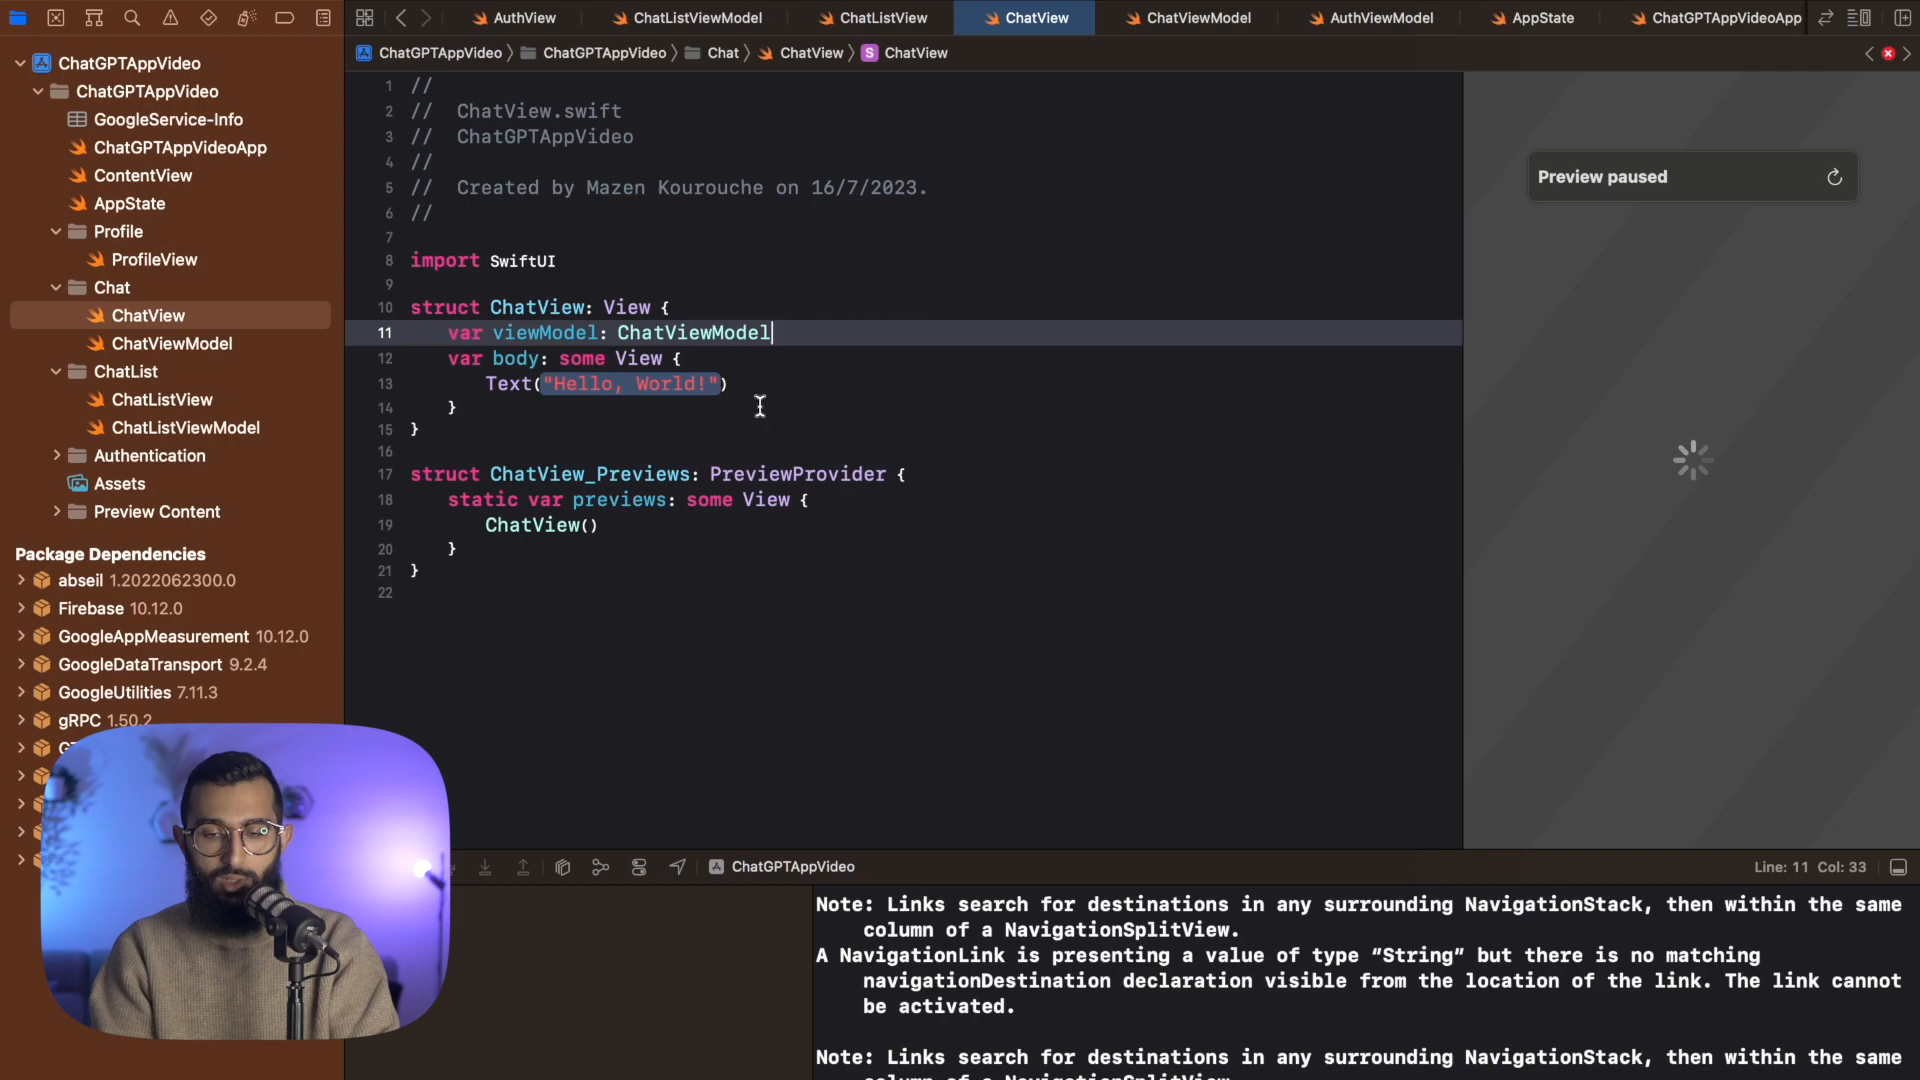 AuthView
ChatListViewModel
ChatListView
ChatView
ChatViewModel
AuthViewModel
AppState
ChatGPTAppVideoApp
ChatGPTAppVideo
ChatGPTAppVideo
Chat
ChatView
S
ChatView
ChatGPTAppVideo
ChatGPTAppVideo
GoogleService-Info
ChatGPTAppVideoApp
ContentView
AppState
Profile
ProfileView
Chat
ChatView
ChatViewModel
ChatList
ChatListView
ChatListViewModel
Authentication
Assets
Preview Content
Package Dependencies
abseil 1.2022062300.0
Firebase 10.12.0
GoogleAppMeasurement 10.12.0
GoogleDataTransport 9.2.4
GoogleUtilities 7.11.3
gRPC 1.50.2
1 //
2 //  ChatView.swift
3 //  ChatGPTAppVideo
4 //
5 //  Created by Mazen Kourouche on 16/7/2023.
6 //
7
8 import SwiftUI
9
10 struct ChatView: View {
11     var viewModel: ChatViewModel
12     var body: some View {
13         Text("Hello, World!")
14     }
15 }
16
17 struct ChatView_Previews: PreviewProvider {
18     static var previews: some View {
19         ChatView()
20     }
21 }
22
Preview paused
ChatGPTAppVideo
Line: 11 Col: 33
Note: Links search for destinations in any surrounding NavigationStack, then within the same
column of a NavigationSplitView.
A NavigationLink is presenting a value of type “String” but there is no matching
navigationDestination declaration visible from the location of the link. The link cannot
be activated.
Note: Links search for destinations in any surrounding NavigationStack, then within the same
column of a NavigationSplitView